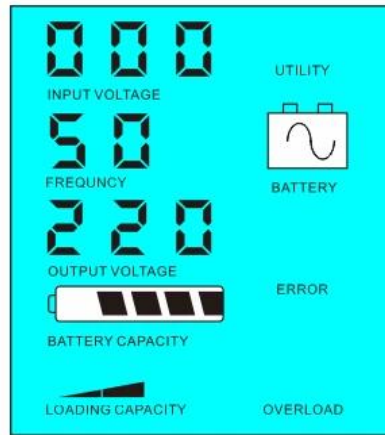 000
UTILITY
INPUT VOLTAGE
50
FREQUNCY
BATTERY
220
OUTPUT VOLTAGE
ERROR
BATTERY CAPACITY
LOADING CAPACITY
OVERLOAD